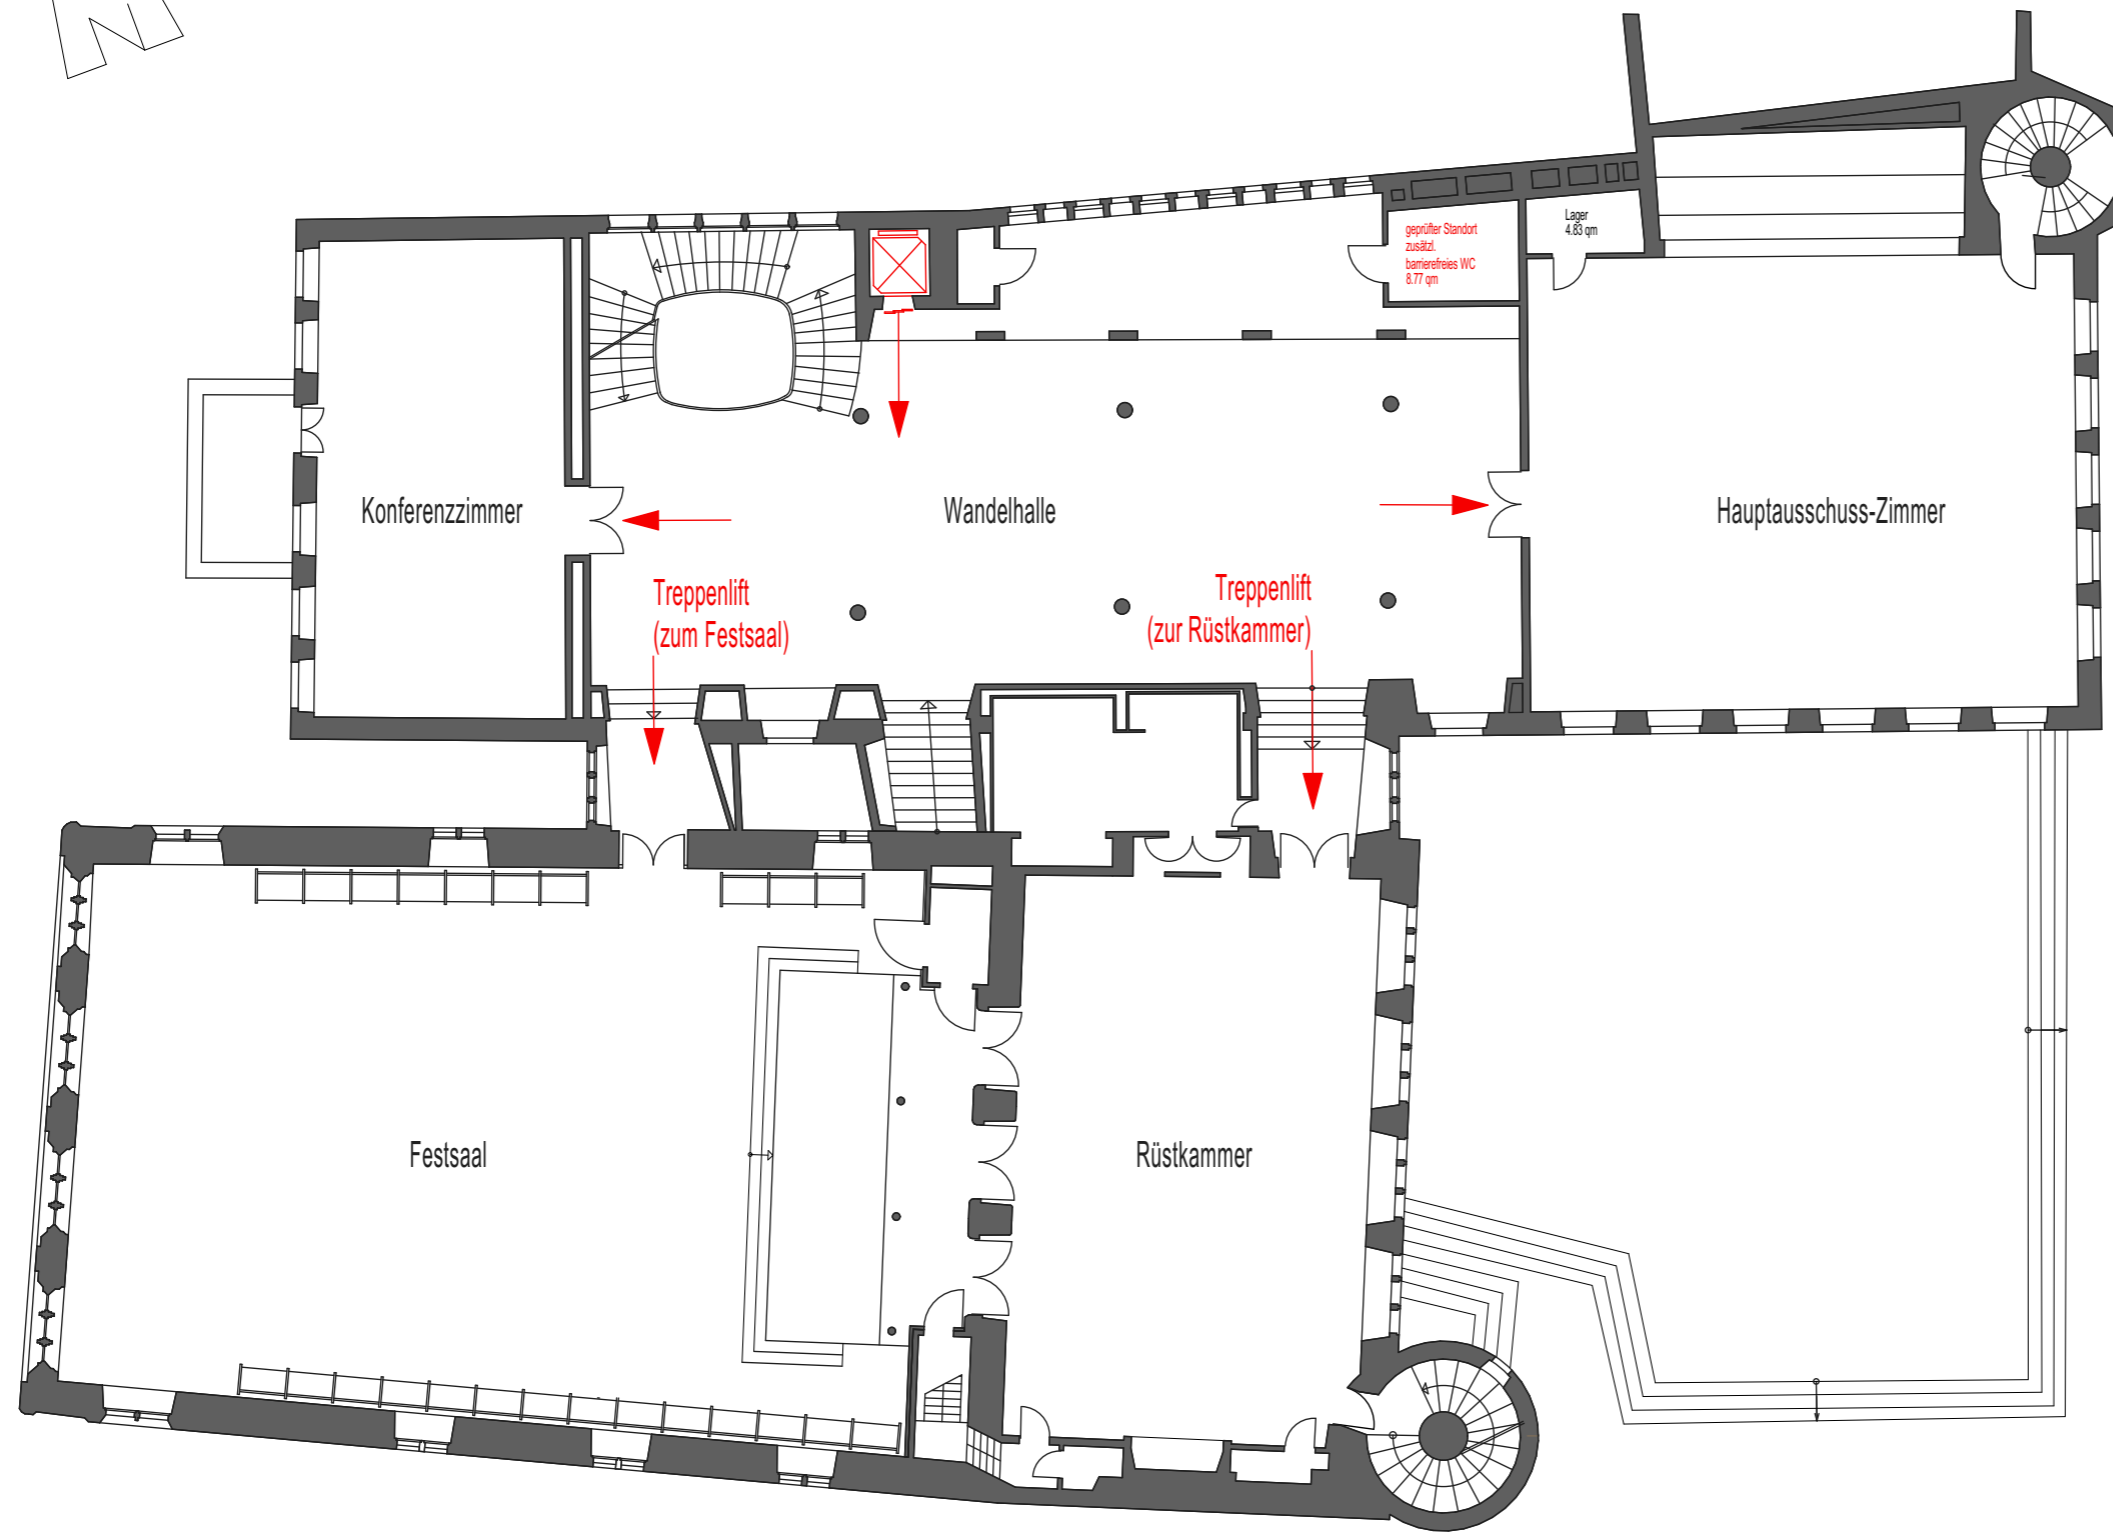 geprüfter Standort
zusätzl.
barrierefreies WC
8.77 qm
Lager
4.83 qm
Konferenzzimmer
Wandelhalle
Hauptausschuss-Zimmer
Treppenlift
(zum Festsaal)
Treppenlift
(zur Rüstkammer)
Festsaal
Rüstkammer